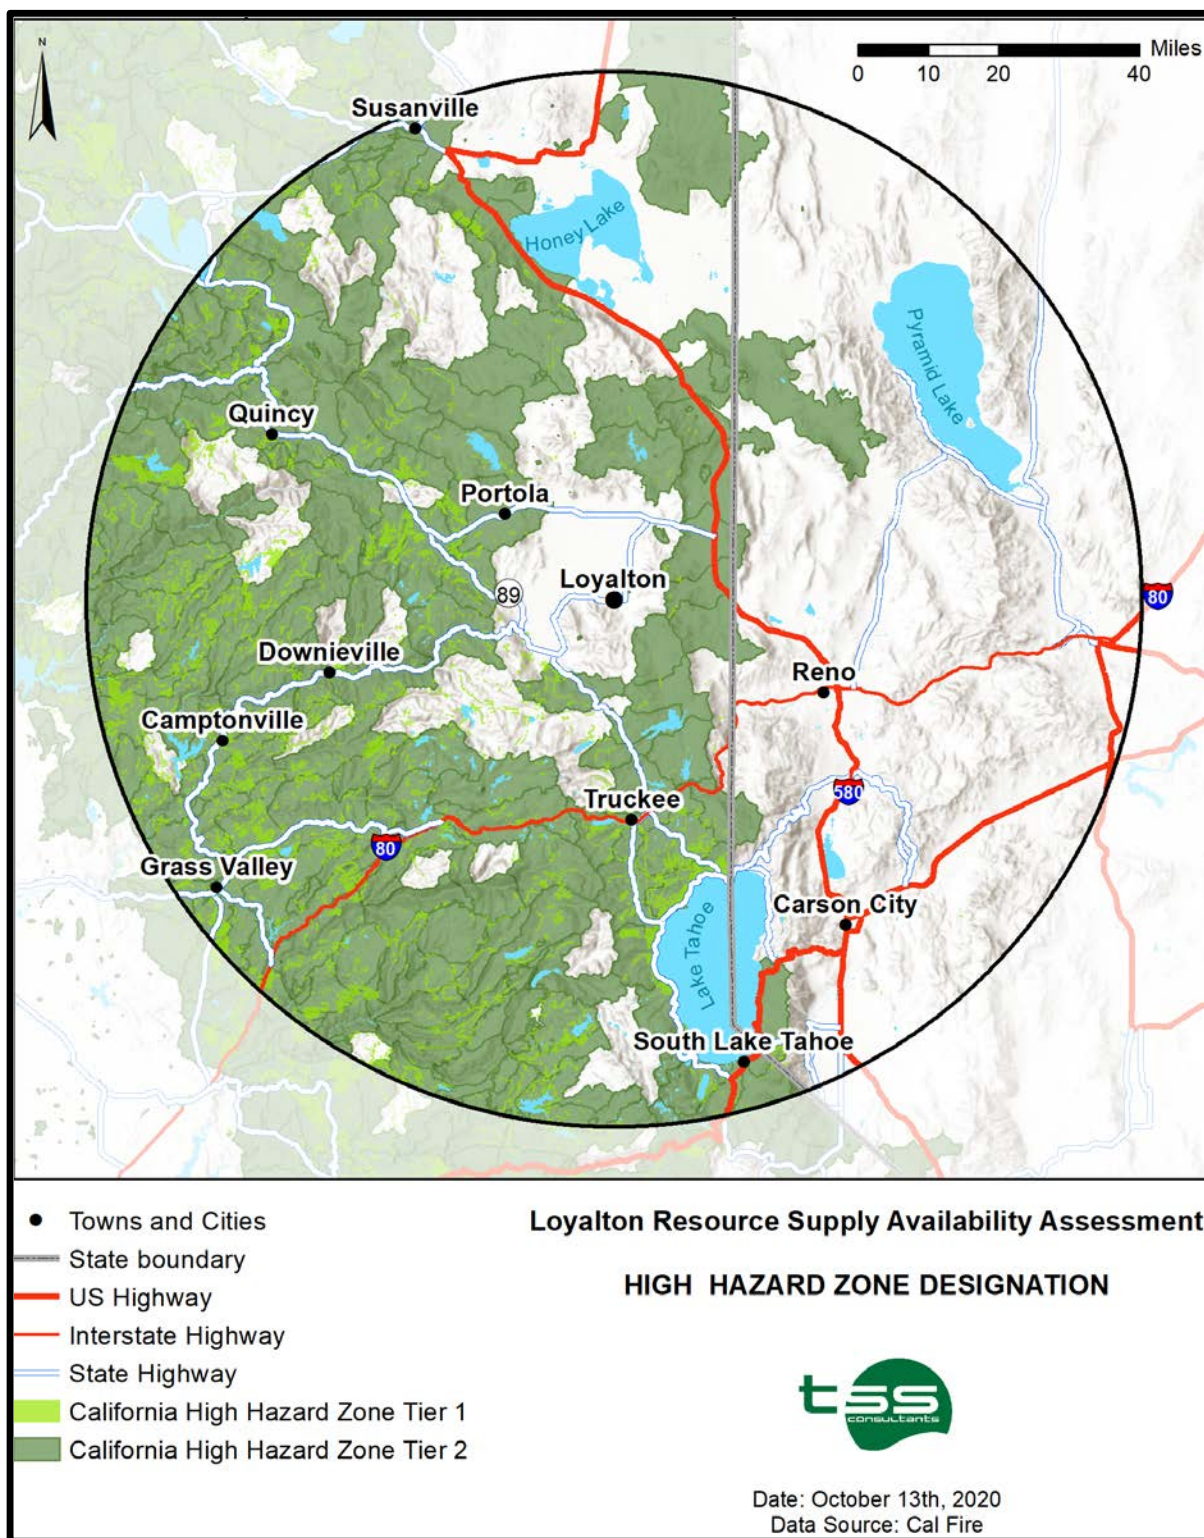 N
Miles
0 10 20 40
Susanville
Honey Lake
Pyramid Lake
Quincy
Portola
Loyalton
89
80
Downieville
Reno
Camptonville
580
Truckee
80
Grass Valley
Carson City
Lake Tahoe
South Lake Tahoe
Towns and Cities
State boundary
US Highway
Interstate Highway
State Highway
California High Hazard Zone Tier 1
California High Hazard Zone Tier 2
Loyalton Resource Supply Availability Assessment
HIGH HAZARD ZONE DESIGNATION
tss
consultants
Date: October 13th, 2020
Data Source: Cal Fire